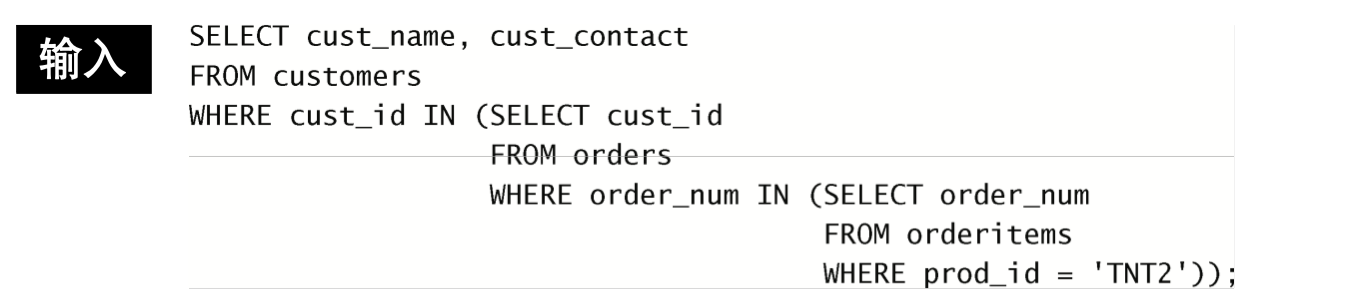 输入
SELECT cust_name, cust_contact
FROM customers
WHERE cust_id IN (SELECT cust_id
FROM orders
WHERE order_num IN (SELECT order_num
FROM orderitems
WHERE prod_id = 'TNT2'));